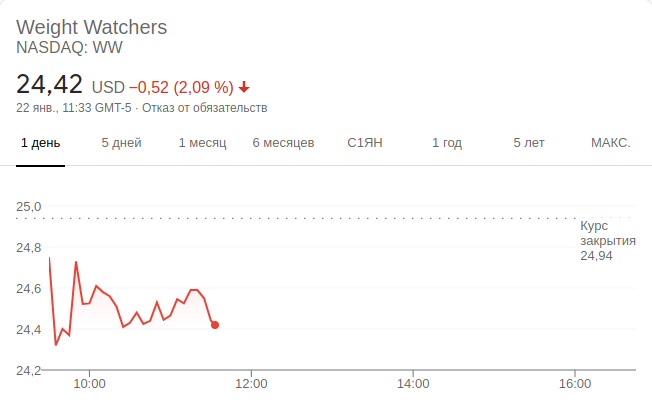 Weight Watchers
NASDAQ: WW
24,42 USD −0,52 (2,09 %)
22 янв., 11:33 GMT-5 · Отказ от обязательств
1 день 5 дней 1 месяц 6 месяцев С1ЯН 1 год 5 лет МАКС.
25,0
Курс
закрытия
24,94
24,8
24,6
24,4
24,2
10:00 12:00 14:00 16:00